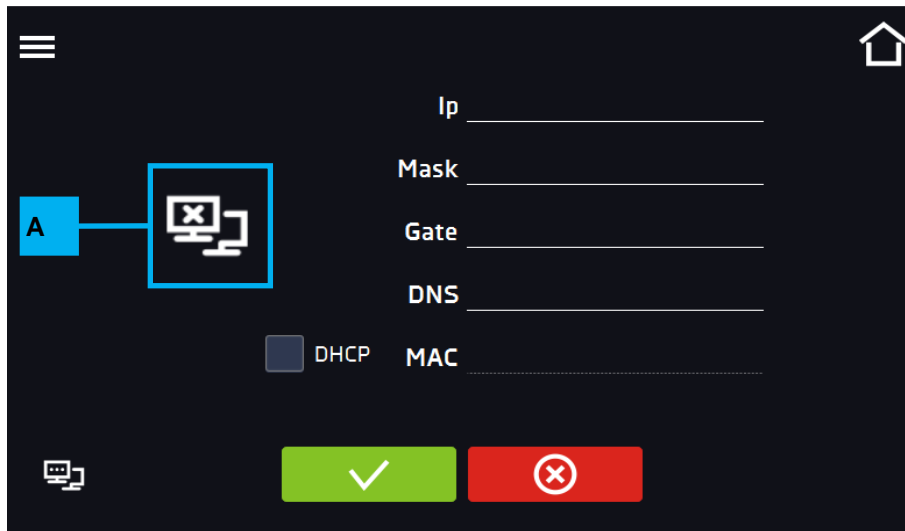 Ip
Mask
A
Gate
DNS
DHCP MAC